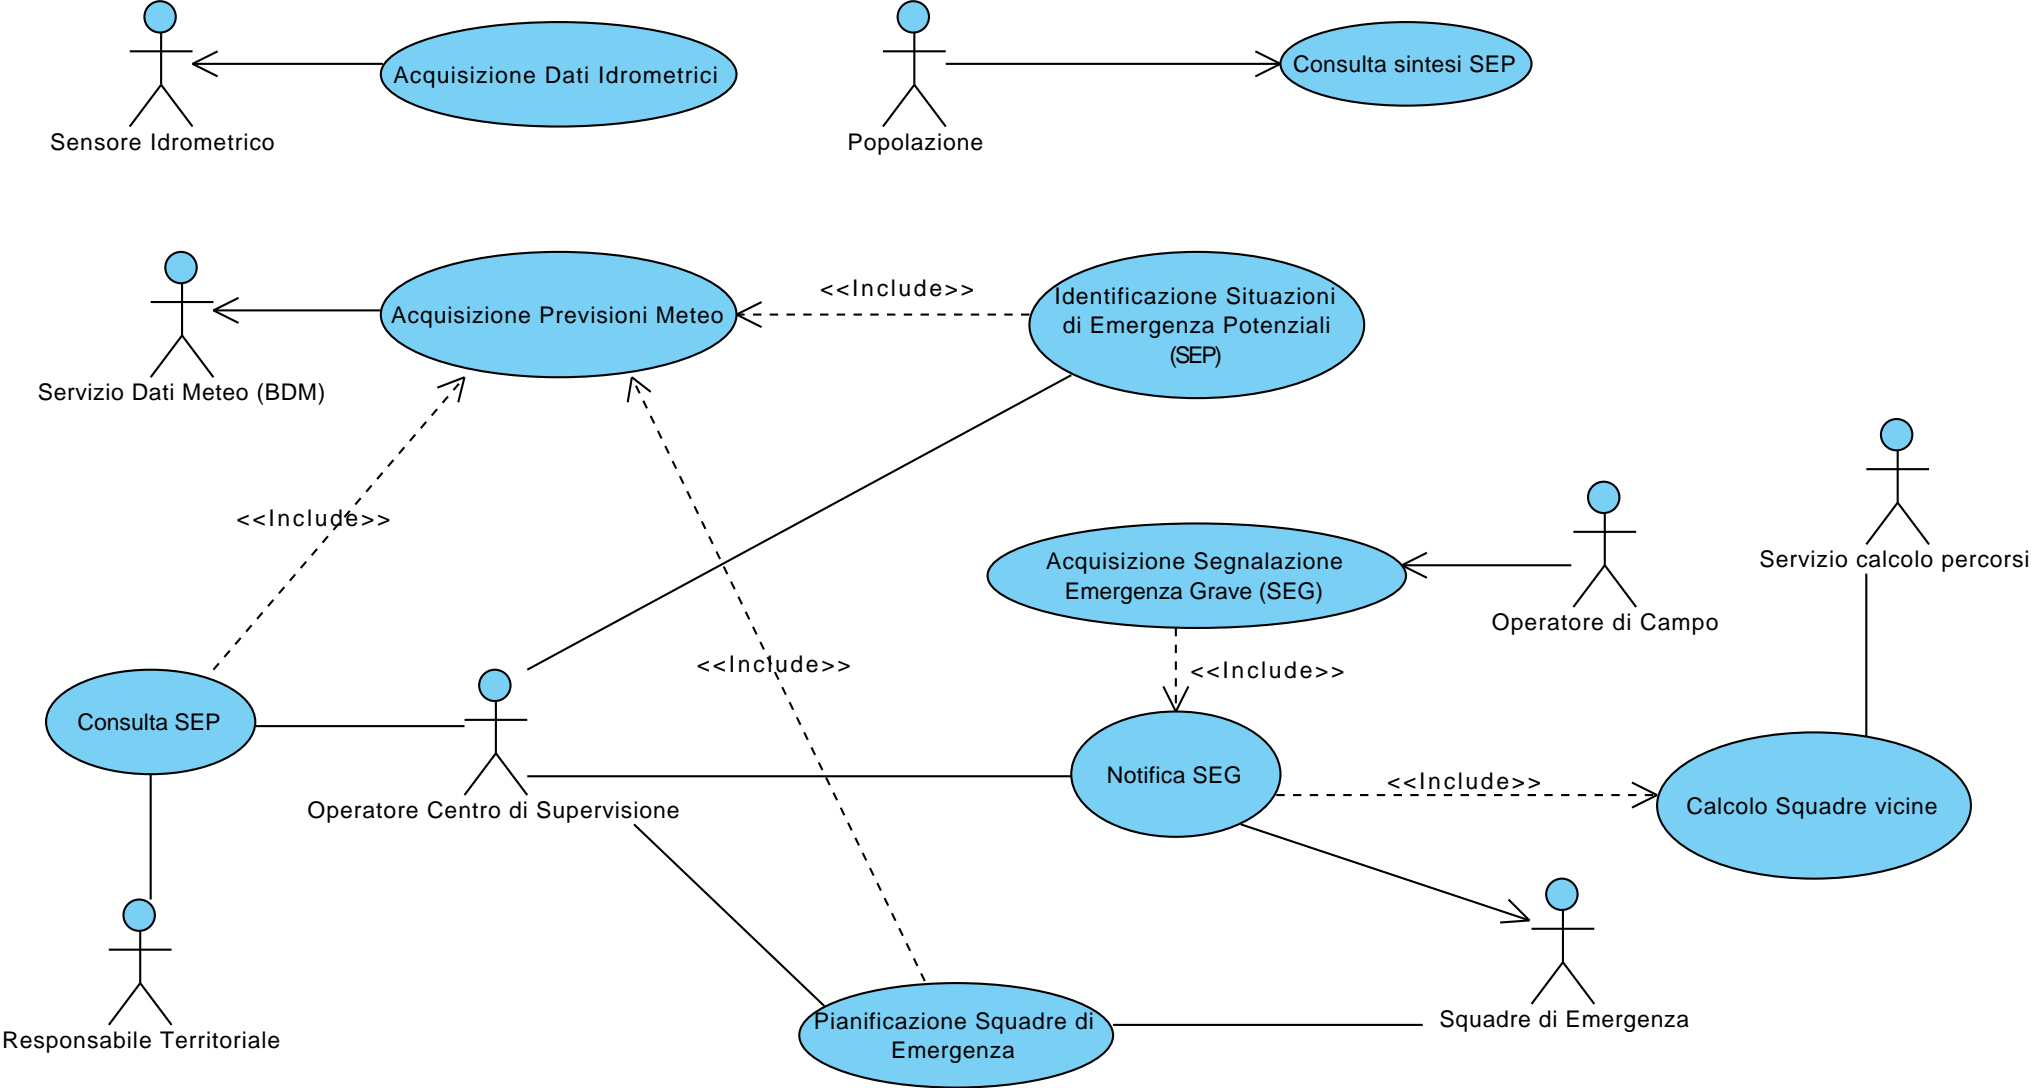 Acquisizione Dati Idrometrici
Consulta sintesi SEP
Sensore Idrometrico
Popolazione
<<Include>>
Identificazione Situazioni
di Emergenza Potenziali
(SEP)
Acquisizione Previsioni Meteo
Servizio Dati Meteo (BDM)
<<Include>>
Acquisizione Segnalazione
Emergenza Grave (SEG)
Servizio calcolo percorsi
Operatore di Campo
<<Include>>
<<Include>>
Consulta SEP
Notifica SEG
<<Include>>
Calcolo Squadre vicine
Operatore Centro di Supervisione
Pianificazione Squadre di
Emergenza
Squadre di Emergenza
Responsabile Territoriale